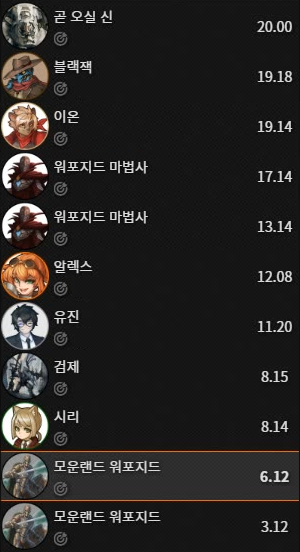 곧 오실 신
20.00
블랙잭
19.18
이온
19.14
워포지드 마법사
17.14
워포지드 마법사
13.14
알렉스
12.08
유진
11.20
검제
8.15
시리
8.14
모운랜드 워포지드
6.12
모운랜드 워포지드
3.12